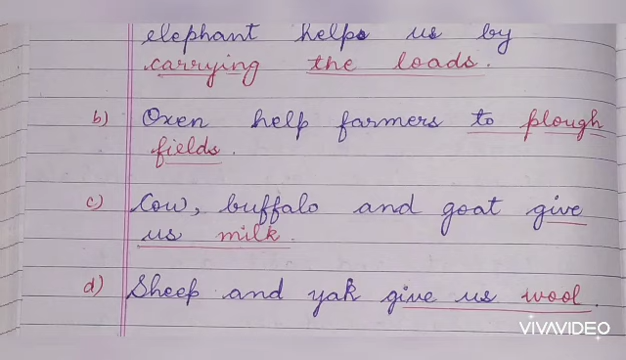 elephant helps us by
carrying the loads.
b) Oxen help farmers to plough
fields.
c) Cow, buffalo and goat give
us milk.
d) Sheep and yak give us wool.
VIVAVIDEO